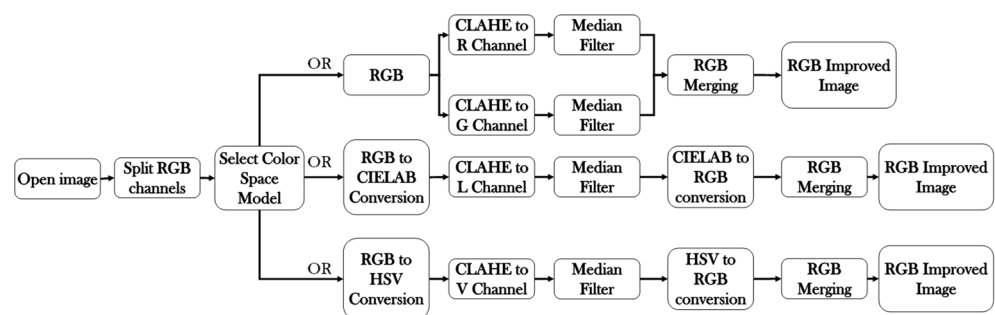 Open image
Split RGB
channels
Select Color
Space
Model
OR
RGB
CLAHE to
R Channel
Median
Filter
CLAHE to
G Channel
Median
Filter
RGB
Merging
RGB Improved
Image
OR
RGB to
CIELAB
Conversion
CLAHE to
L Channel
Median
Filter
CIELAB to
RGB
conversion
RGB
Merging
RGB Improved
Image
OR
RGB to
HSV
Conversion
CLAHE to
V Channel
Median
Filter
HSV to
RGB
conversion
RGB
Merging
RGB Improved
Image